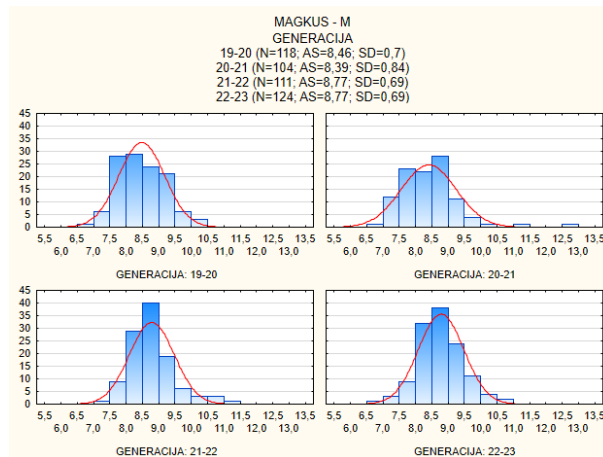 MAGKUS - M
GENERACIJA
19-20 (N=118; AS=8,46; SD=0,7)
20-21 (N=104; AS=8,39; SD=0,84)
21-22 (N=111; AS=8,77; SD=0,69)
22-23 (N=124; AS=8,77; SD=0,69)
45
40
35
30
25
20
15
10
5
0
5,5 6,5 7,5 8,5 9,5 10,5 11,5 12,5 13,5
6,0 7,0 8,0 9,0 10,0 11,0 12,0 13,0
GENERACIJA: 19-20
5,5 6,5 7,5 8,5 9,5 10,5 11,5 12,5 13,5
6,0 7,0 8,0 9,0 10,0 11,0 12,0 13,0
GENERACIJA: 20-21
45
40
35
30
25
20
15
10
5
0
5,5 6,5 7,5 8,5 9,5 10,5 11,5 12,5 13,5
6,0 7,0 8,0 9,0 10,0 11,0 12,0 13,0
GENERACIJA: 21-22
5,5 6,5 7,5 8,5 9,5 10,5 11,5 12,5 13,5
6,0 7,0 8,0 9,0 10,0 11,0 12,0 13,0
GENERACIJA: 22-23